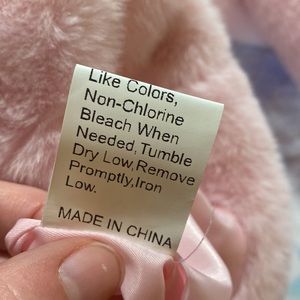 Like Colors,
Non-Chlorine
Bleach When
Needed,Tumble
Dry Low,Remove
Promptly,Iron
Low.
MADE IN CHINA